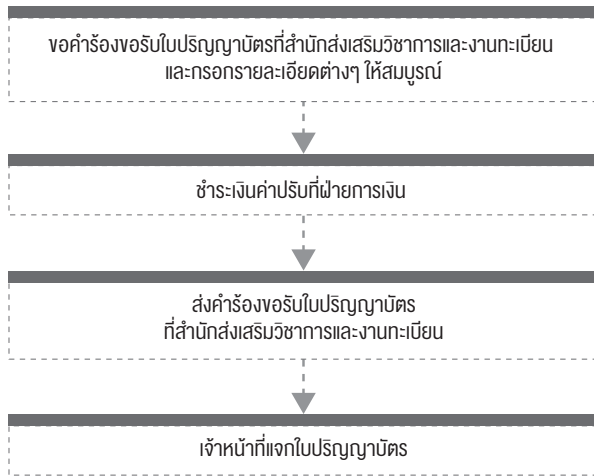 ขอคำร้องขอรับใบปริญญาบัตรที่สำนักส่งเสริมวิชาการและงานทะเบียน
และกรอกรายละเอียดต่างๆ ให้สมบูรณ์
ชำระเงินค่าปรับที่ฝ่ายการเงิน
ส่งคำร้องขอรับใบปริญญาบัตร
ที่สำนักส่งเสริมวิชาการและงานทะเบียน
เจ้าหน้าที่แจกใบปริญญาบัตร